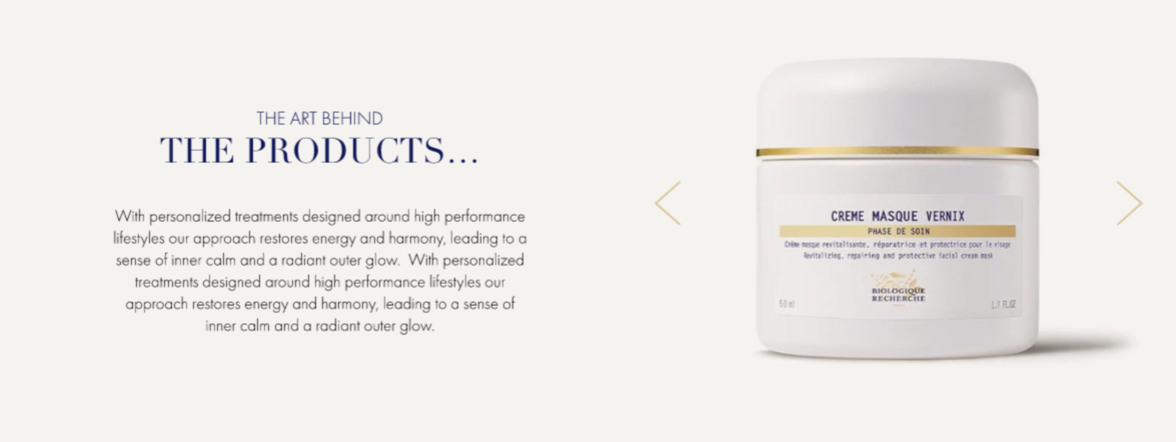 THE ART BEHIND
THE PRODUCTS...
With personalized treatments designed around high performance
lifestyles our approach restores energy and harmony, leading to a
sense of inner calm and a radiant outer glow.  With personalized
treatments designed around high performance lifestyles our
approach restores energy and harmony, leading to a sense of
inner calm and a radiant outer glow.
CREME MASQUE VERNIX
PHASE DE SOIN
Crème masque revitalisante, réparatrice et protectrice pour le visage
Revitalizing, repairing and protective facial cream mask
BIOLOGIQUE
RECHERCHE
50 ml
1.7 FL.OZ